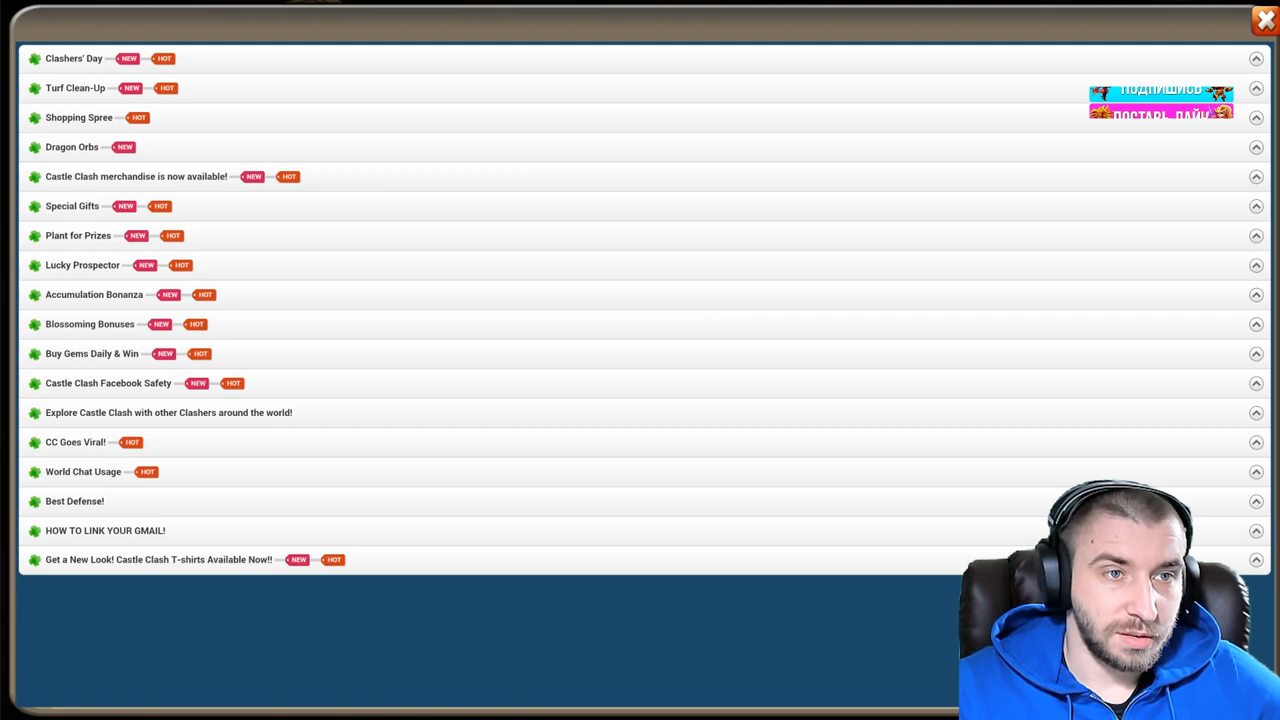 Clashers' Day NEW HOT
Turf Clean-Up NEW HOT
ПОДПИШИСЬ
Shopping Spree HOT
ПОСТАВЬ ЛАЙК
Dragon Orbs NEW
Castle Clash merchandise is now available! NEW HOT
Special Gifts NEW HOT
Plant for Prizes NEW HOT
Lucky Prospector NEW HOT
Accumulation Bonanza NEW HOT
Blossoming Bonuses NEW HOT
Buy Gems Daily & Win NEW HOT
Castle Clash Facebook Safety NEW HOT
Explore Castle Clash with other Clashers around the world!
CC Goes Viral! HOT
World Chat Usage HOT
Best Defense!
HOW TO LINK YOUR GMAIL!
Get a New Look! Castle Clash T-shirts Available Now!! NEW HOT